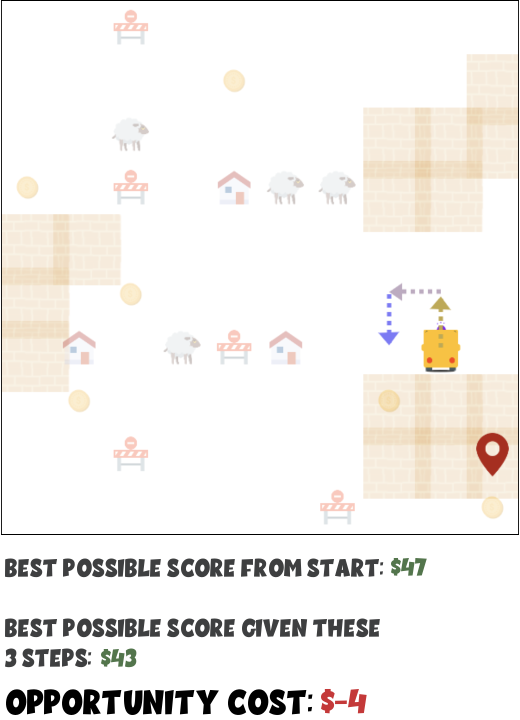 BEST POSSIBLE SCORE FROM START: $47
BEST POSSIBLE SCORE GIVEN THESE
3 STEPS: $43
OPPORTUNITY COST: $-4